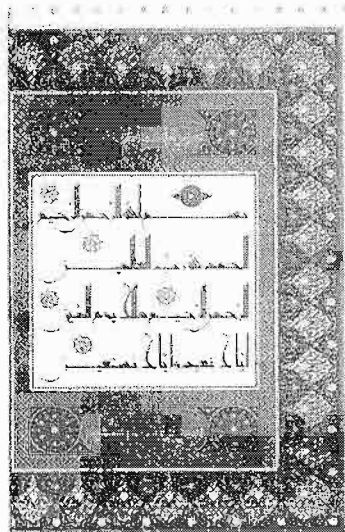 بسم الله الرحمن الرحيم
الحمد لله رب العلمين
الرحمن الرحيم ملك يوم الدين
اياك نعبد واياك نستعين